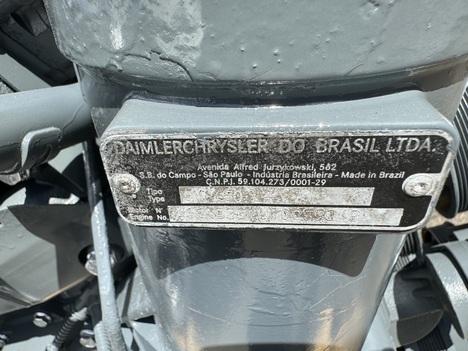 DAIMLERCHRYSLER DO BRASIL LTDA.
Avenida Alfred Jurzykowski, 562
S.B. do Campo - São Paulo - Indústria Brasileira - Made in Brazil
C.N.P.J. 59.104.273/0001-29
Tipo
Type
Motor N°
Engine No.